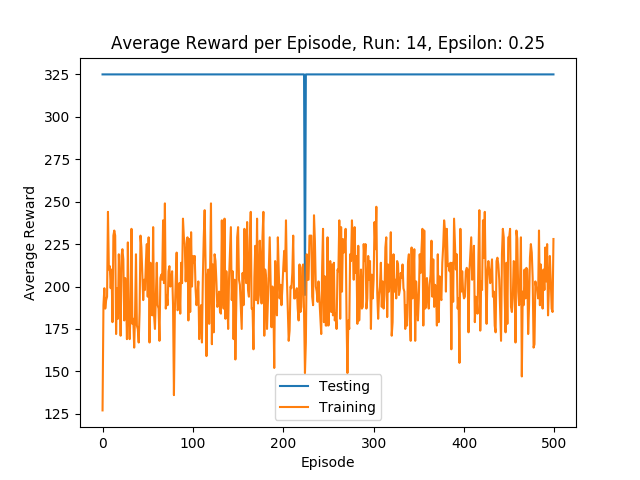 Average Reward per Episode, Run: 14, Epsilon: 0.25
Average Reward
325
300
275
250
225
200
175
150
125
Testing
Training
0 100 200 300 400 500
Episode